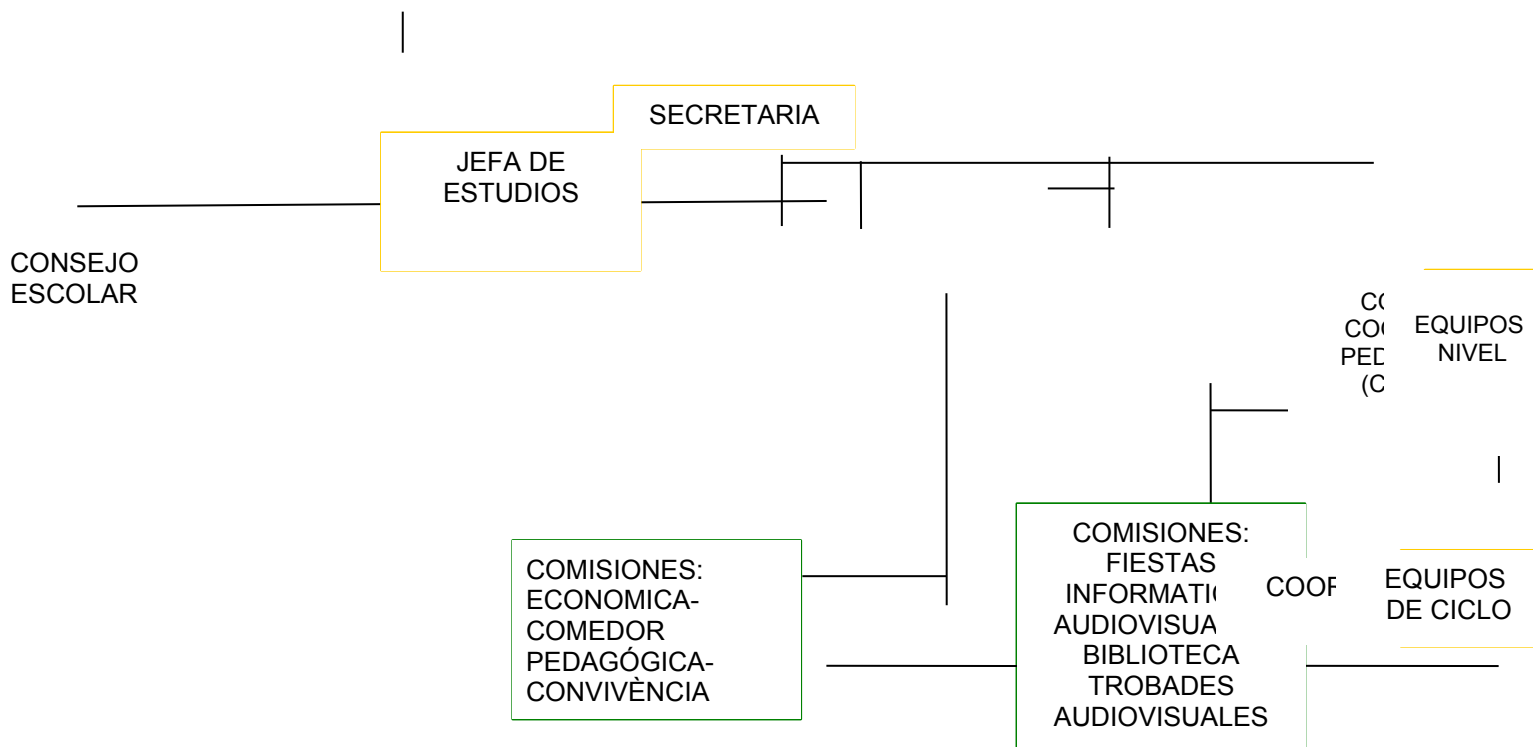 SECRETARIA
JEFA DE
ESTUDIOS
CONSEJO
ESCOLAR
(C
EQUIPOS
NIVEL
COMISIONES:
ECONOMICA-
COMEDOR
PEDAGÓGICA-
CONVIVÈNCIA
COMISIONES:
FIESTAS
BIBLIOTECA
TROBADES
AUDIOVISUALES
EQUIPOS
DE CICLO